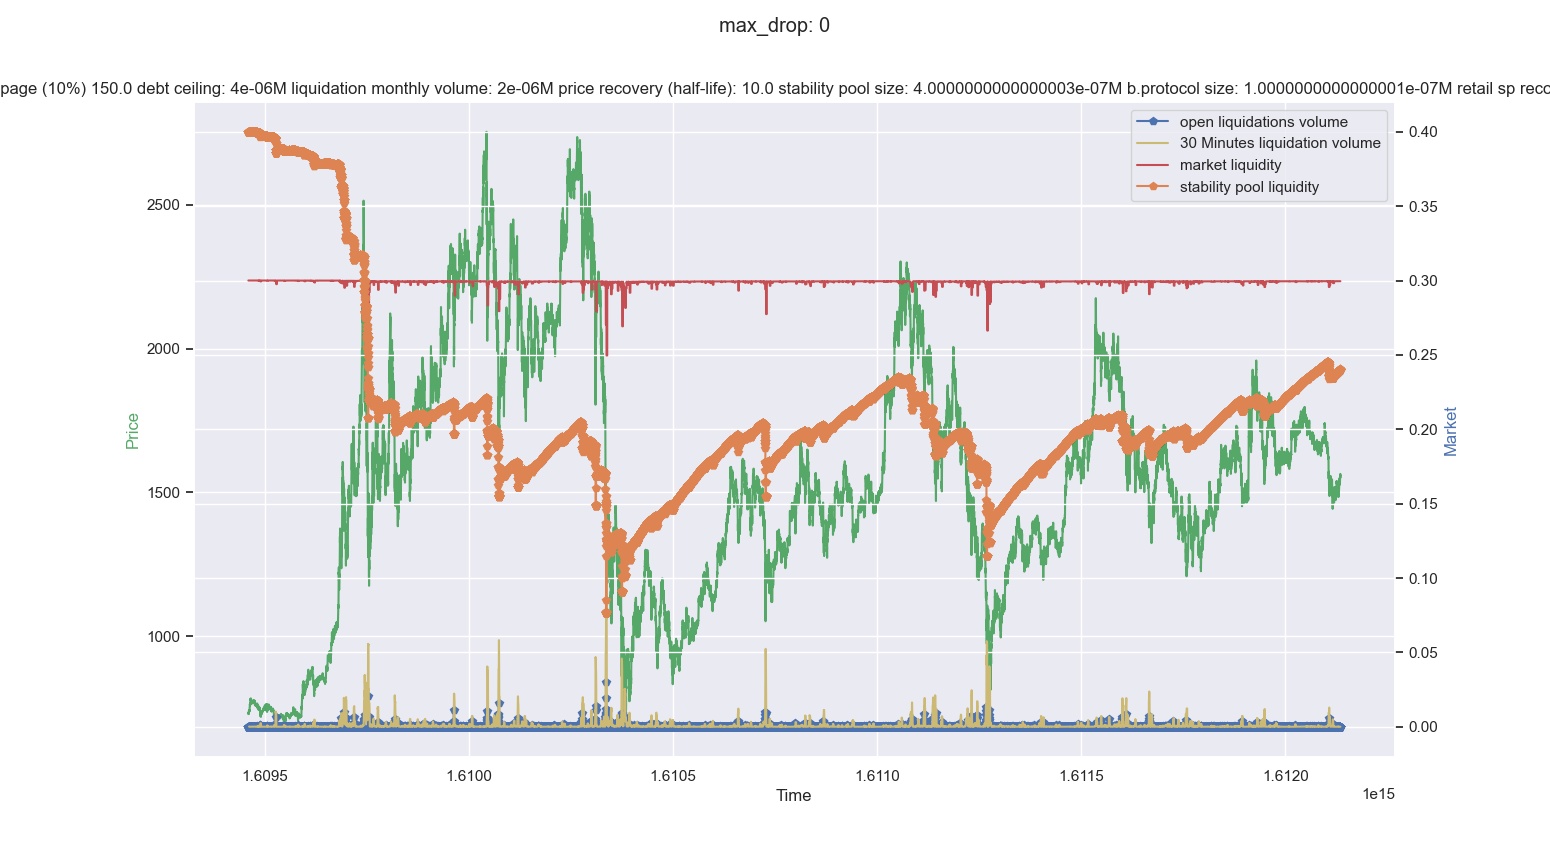 max_drop: 0
page (10%) 150.0 debt ceiling: 4e-06M liquidation monthly volume: 2e-06M price recovery (half-life): 10.0 stability pool size: 4.0000000000000003e-07M b.protocol size: 1.0000000000000001e-07M retail sp reco
open liquidations volume
30 Minutes liquidation volume
market liquidity
stability pool liquidity
2500
2000
1500
1000
Price
0.40
0.35
0.30
0.25
0.20
0.15
0.10
0.05
0.00
Market
1.6095
1.6100
1.6105
1.6110
1.6115
1.6120
Time
1e15